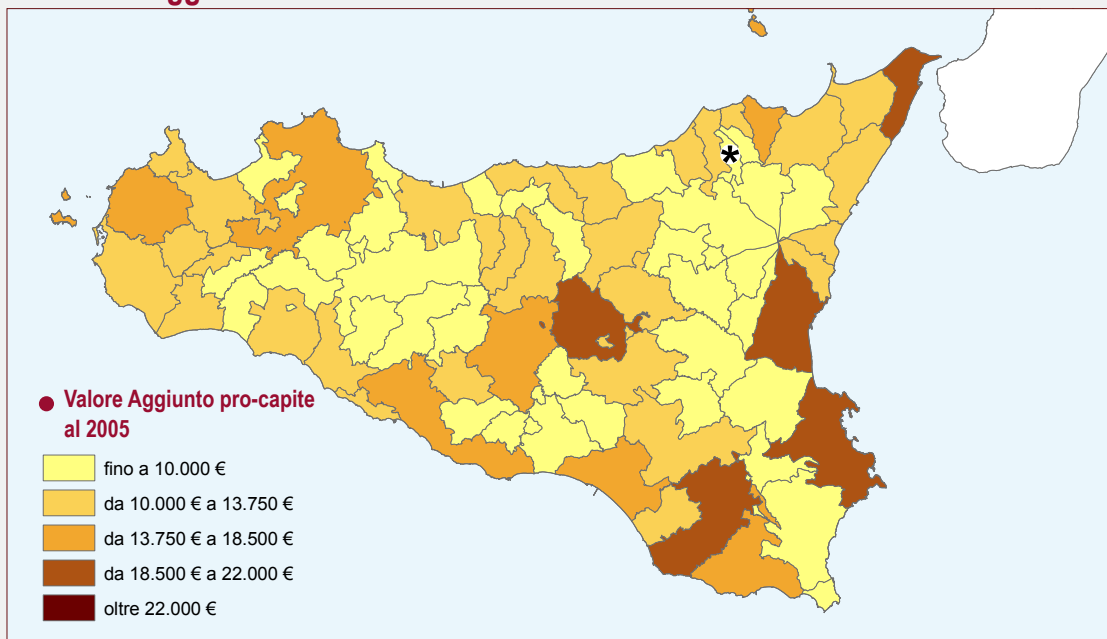 Valore Aggiunto pro-capite
al 2005
fino a 10.000 €
da 10.000 € a 13.750 €
da 13.750 € a 18.500 €
da 18.500 € a 22.000 €
oltre 22.000 €
*